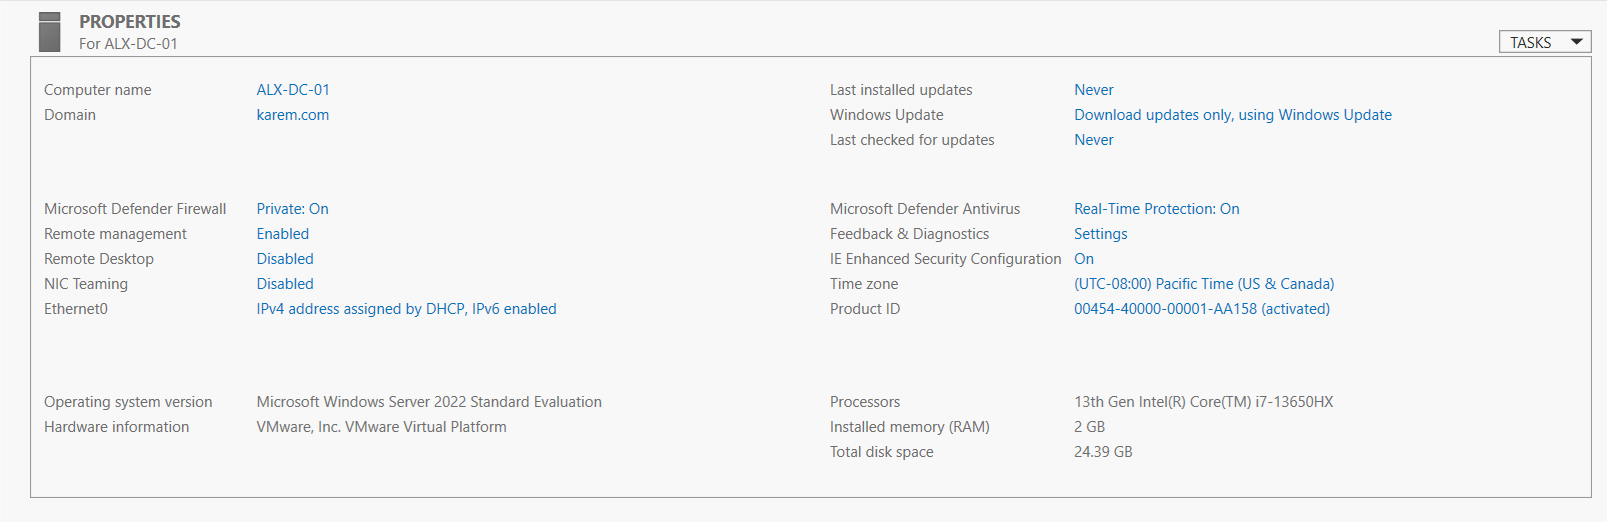 PROPERTIES
For ALX-DC-01
TASKS
Computer name ALX-DC-01
Domain karem.com
Last installed updates Never
Windows Update Download updates only, using Windows Update
Last checked for updates Never
Microsoft Defender Firewall Private: On
Remote management Enabled
Remote Desktop Disabled
NIC Teaming Disabled
Ethernet0 IPv4 address assigned by DHCP, IPv6 enabled
Microsoft Defender Antivirus Real-Time Protection: On
Feedback & Diagnostics Settings
IE Enhanced Security Configuration On
Time zone (UTC-08:00) Pacific Time (US & Canada)
Product ID 00454-40000-00001-AA158 (activated)
Operating system version Microsoft Windows Server 2022 Standard Evaluation
Hardware information VMware, Inc. VMware Virtual Platform
Processors 13th Gen Intel(R) Core(TM) i7-13650HX
Installed memory (RAM) 2 GB
Total disk space 24.39 GB